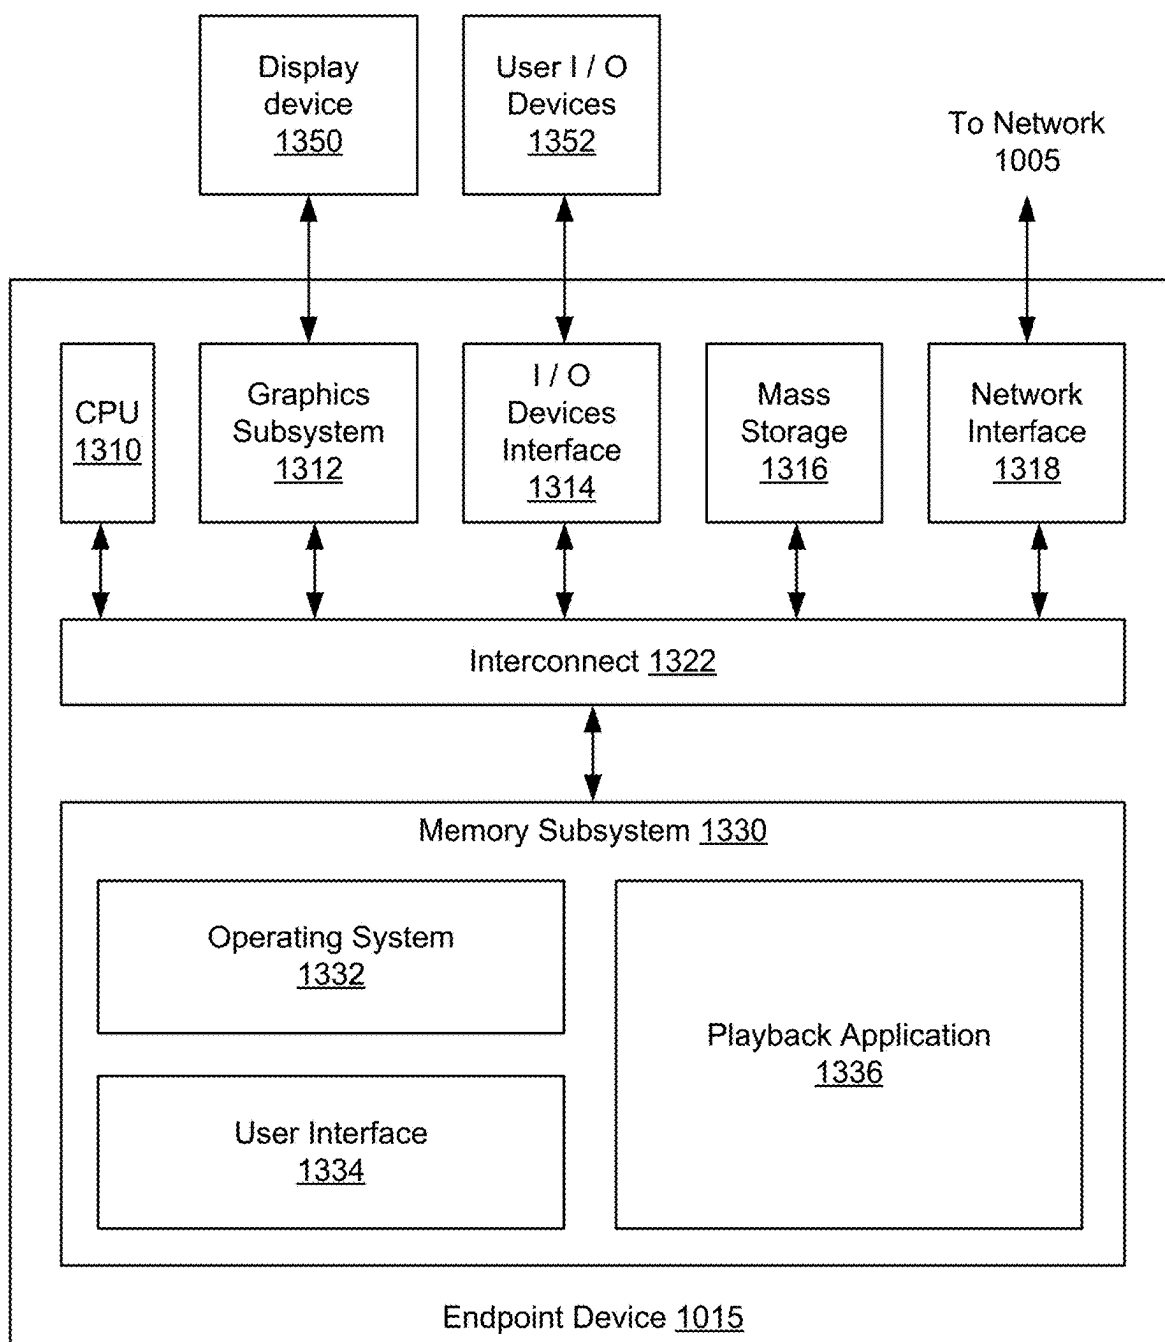 Display
device
1350
User I / O
Devices
1352
To Network
1005
CPU
1310
Graphics
Subsystem
1312
I / O
Devices
Interface
1314
Mass
Storage
1316
Network
Interface
1318
Interconnect 1322
Memory Subsystem 1330
Operating System
1332
User Interface
1334
Playback Application
1336
Endpoint Device 1015